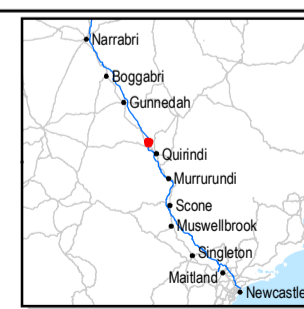 Narrabri
Boggabri
Gunnedah
Quirindi
Murrurundi
Scone
Muswellbrook
Singleton
Maitland
Newcastle